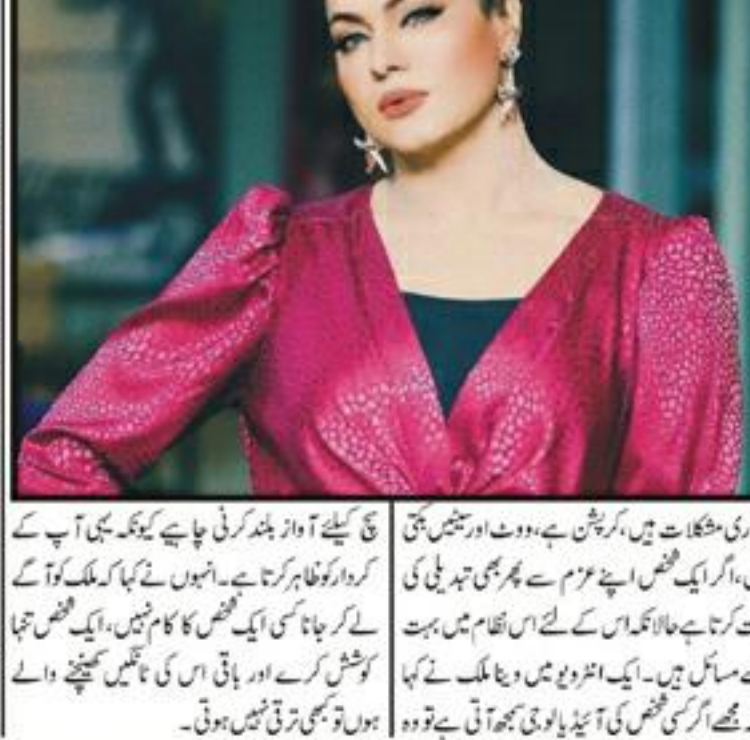 ری مشکلات ہیں، کرپشن ہے، ووٹ اور سیٹیں بکتی
، اگر ایک شخص اپنے عزم سے پھر بھی تبدیلی کی
کرتا ہے حالانکہ اس کے لئے اس نظام میں بہت
مسائل ہیں۔ ایک انٹرویو میں وینا ملک نے کہا
مجھے اگر کسی شخص کی آئیڈیالوجی سمجھ آتی ہے تو وہ
سچ کیلئے آواز بلند کرنی چاہیے کیونکہ یہی آپ کے
کردار کو ظاہر کرتا ہے۔ انہوں نے کہا کہ ملک کو آگے
لے کر جانا کسی ایک شخص کا کام نہیں، ایک شخص تنہا
کوشش کرے اور باقی اس کی ٹانگیں کھینچنے والے
ہوں تو کبھی ترقی نہیں ہوتی۔